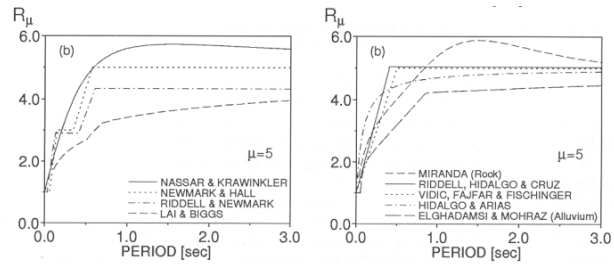 Rμ
6.0
(b)
4.0
2.0
0.0
μ=5
NASSAR & KRAWINKLER
NEWMARK & HALL
RIDDELL & NEWMARK
LAI & BIGGS
0.0 1.0 2.0 3.0
PERIOD [sec]
Rμ
6.0
(b)
4.0
2.0
0.0
μ=5
MIRANDA (Rock)
RIDDELL, HIDALGO & CRUZ
VIDIC, FAJFAR & FISCHINGER
HIDALGO & ARIAS
ELGHADAMSI & MOHRAZ (Alluvium)
0.0 1.0 2.0 3.0
PERIOD [sec]